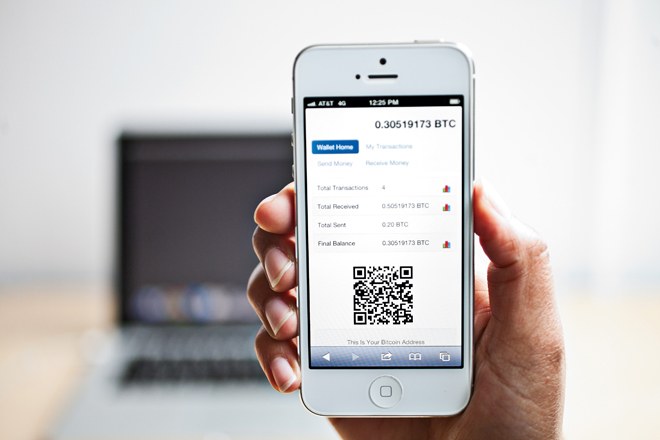 AT&T 4G 12:25 PM
0.30519173 BTC
Wallet Home My Transactions
Send Money Receive Money
Total Transactions 4
Total Received 0.50519173 BTC
Total Sent 0.20 BTC
Final Balance 0.30519173 BTC
This Is Your Bitcoin Address